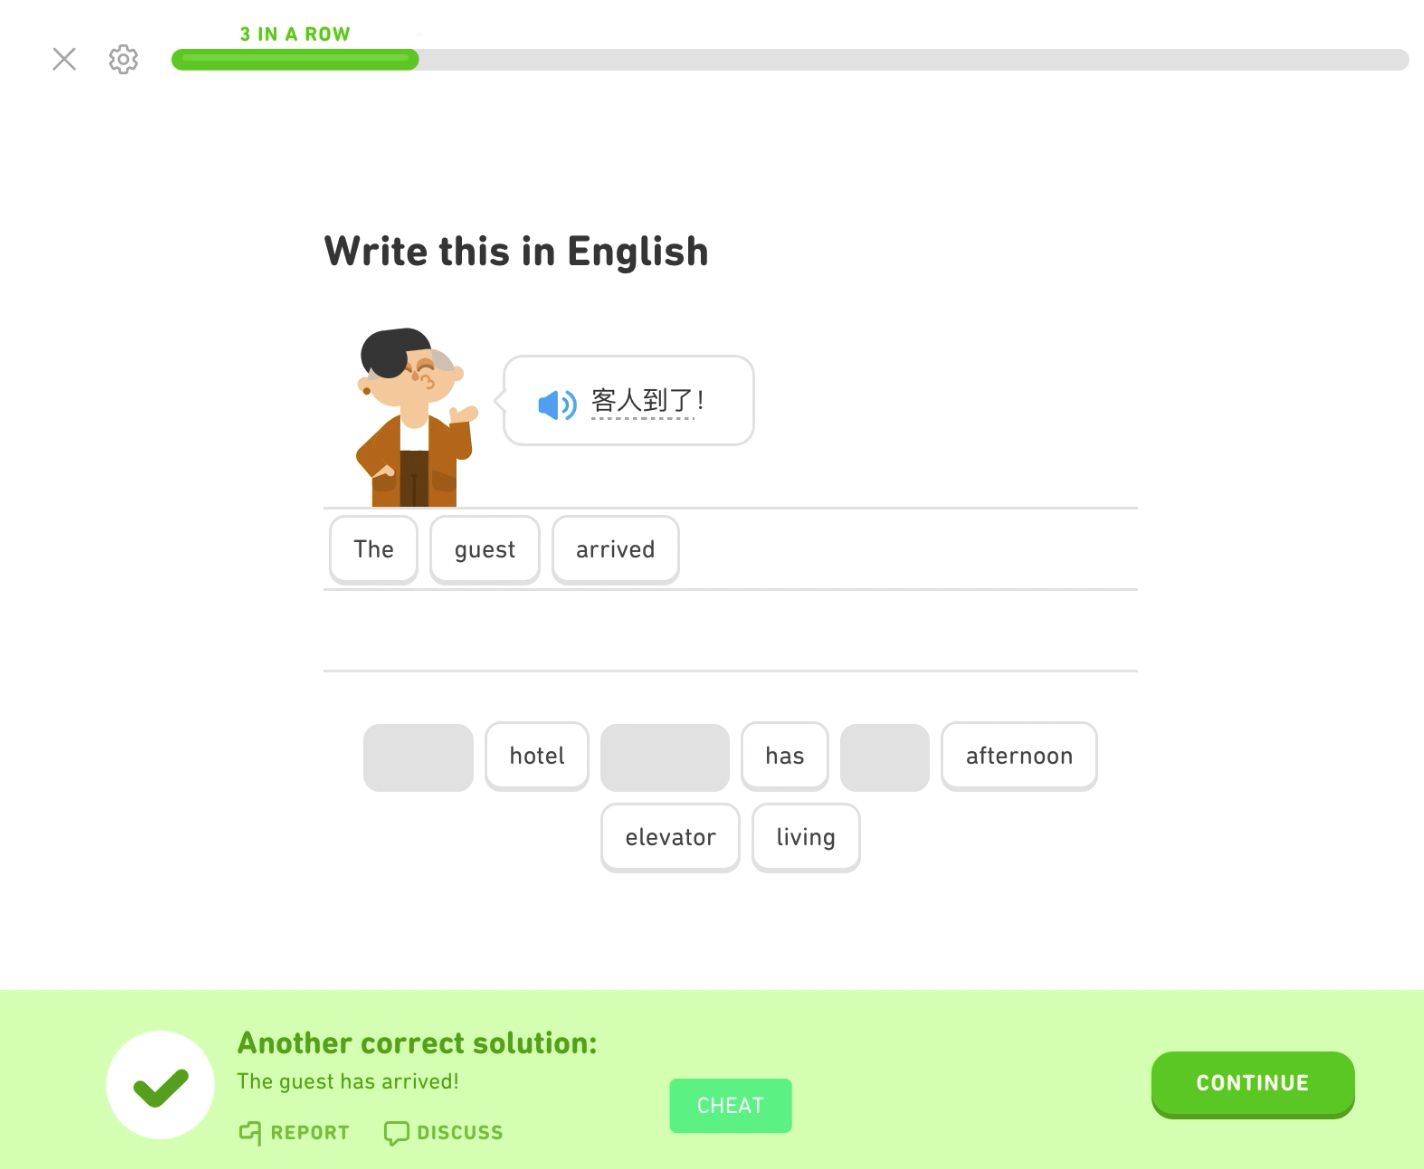 3 IN A ROW
Write this in English
客人到了!
The guest arrived
hotel has afternoon
elevator living
Another correct solution:
The guest has arrived!
REPORT DISCUSS
CHEAT
CONTINUE